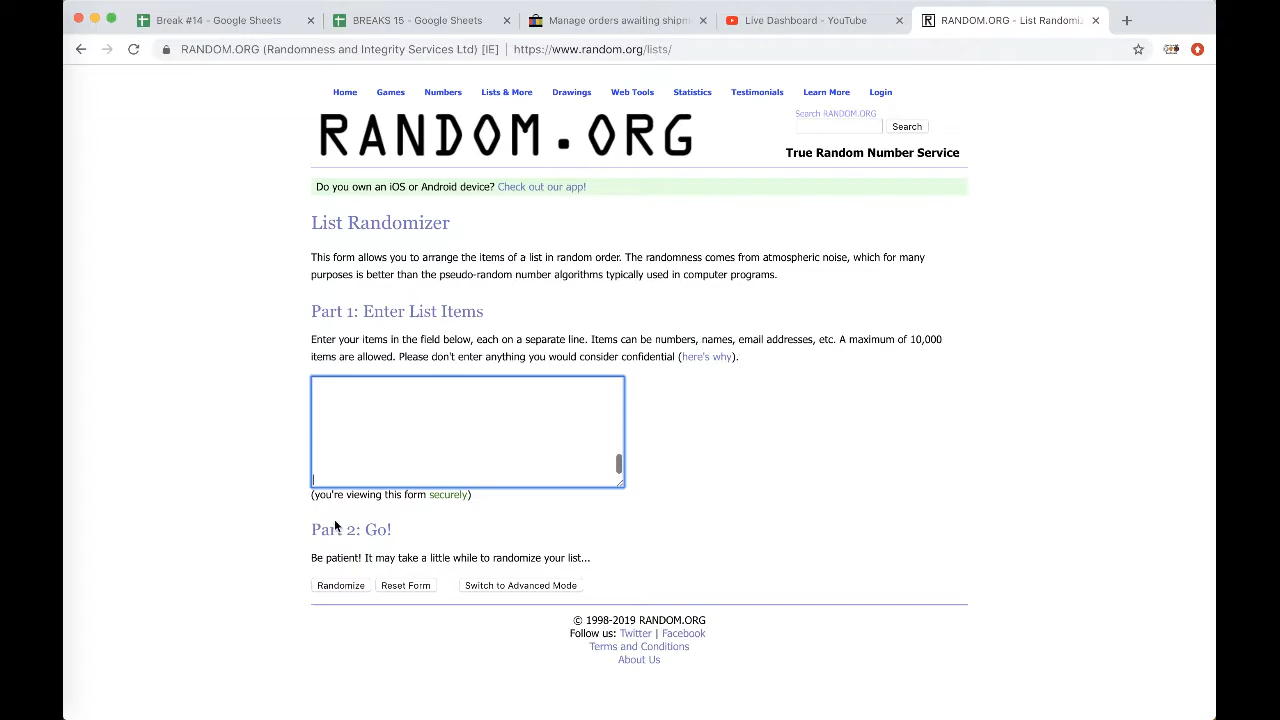 Break #14 - Google Sheets
BREAKS 15 - Google Sheets
Manage orders awaiting shipm
Live Dashboard - YouTube
RANDOM.ORG - List Randomiz
RANDOM.ORG (Randomness and Integrity Services Ltd) [IE] | https://www.random.org/lists/
Home Games Numbers Lists & More Drawings Web Tools Statistics Testimonials Learn More Login
RANDOM.ORG
Search RANDOM.ORG
Search
True Random Number Service
Do you own an iOS or Android device? Check out our app!
List Randomizer
This form allows you to arrange the items of a list in random order. The randomness comes from atmospheric noise, which for many
purposes is better than the pseudo-random number algorithms typically used in computer programs.
Part 1: Enter List Items
Enter your items in the field below, each on a separate line. Items can be numbers, names, email addresses, etc. A maximum of 10,000
items are allowed. Please don't enter anything you would consider confidential (here's why).
(you're viewing this form securely)
Part 2: Go!
Be patient! It may take a little while to randomize your list...
Randomize Reset Form Switch to Advanced Mode
© 1998-2019 RANDOM.ORG
Follow us: Twitter | Facebook
Terms and Conditions
About Us